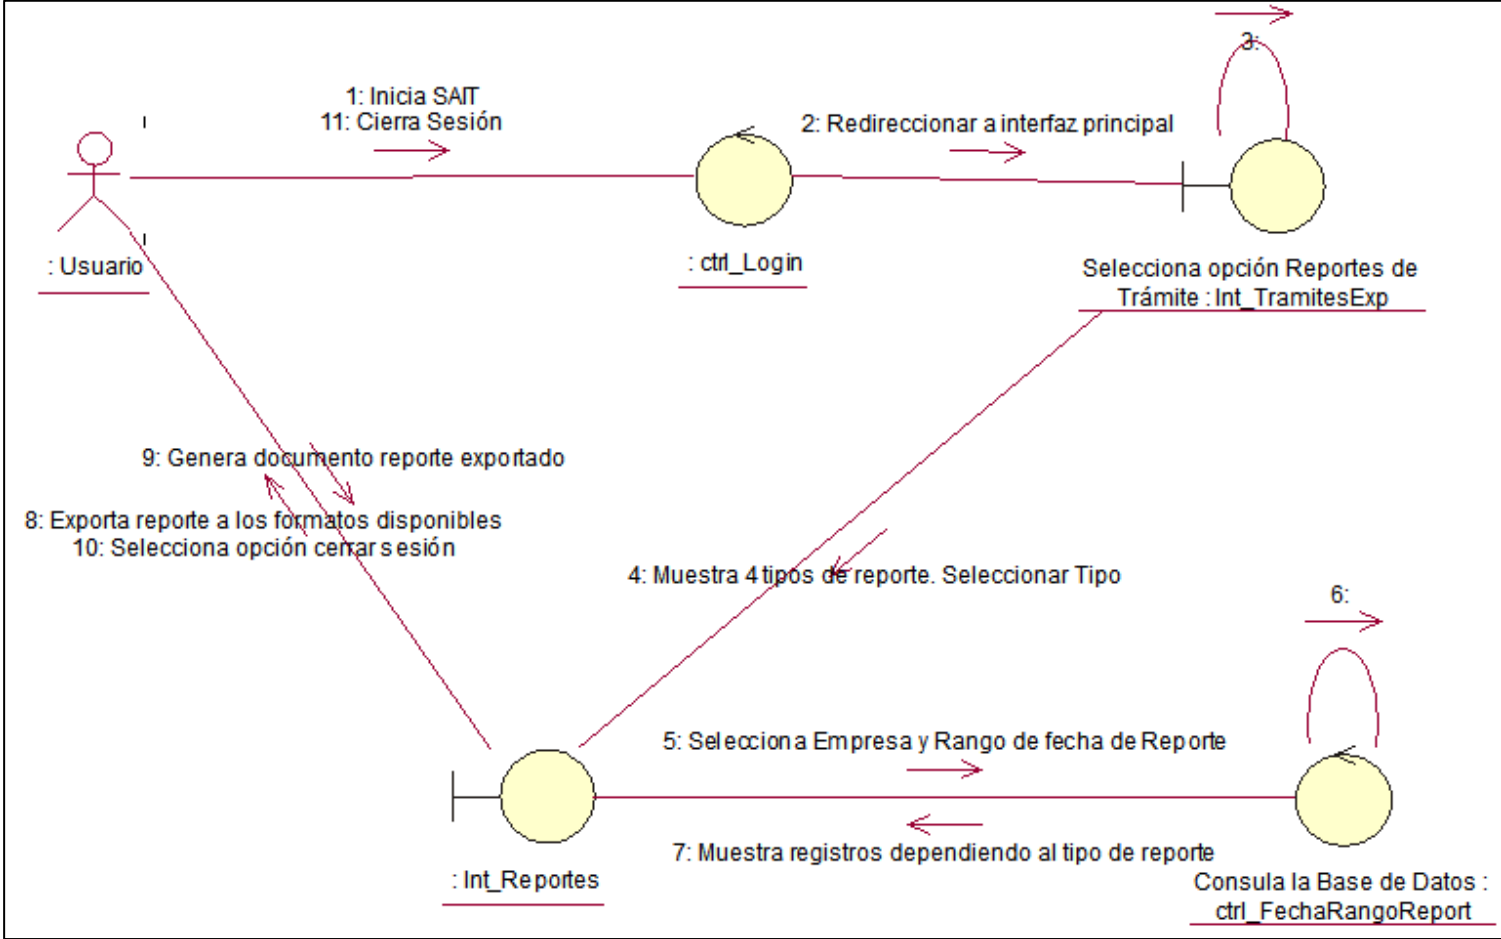 3:
1: Inicia SAIT
11: Cierra Sesión
2: Redireccionar a interfaz principal
: Usuario
: ctrl_Login
Selecciona opción Reportes de
Trámite : Int_TramitesExp
9: Genera documento reporte exportado
8: Exporta reporte a los formatos disponibles
10: Selecciona opción cerrar sesión
4: Muestra 4 tipos de reporte. Seleccionar Tipo
6:
5: Selecciona Empresa y Rango de fecha de Reporte
7: Muestra registros dependiendo al tipo de reporte
: Int_Reportes
Consula la Base de Datos :
ctrl_FechaRangoReport